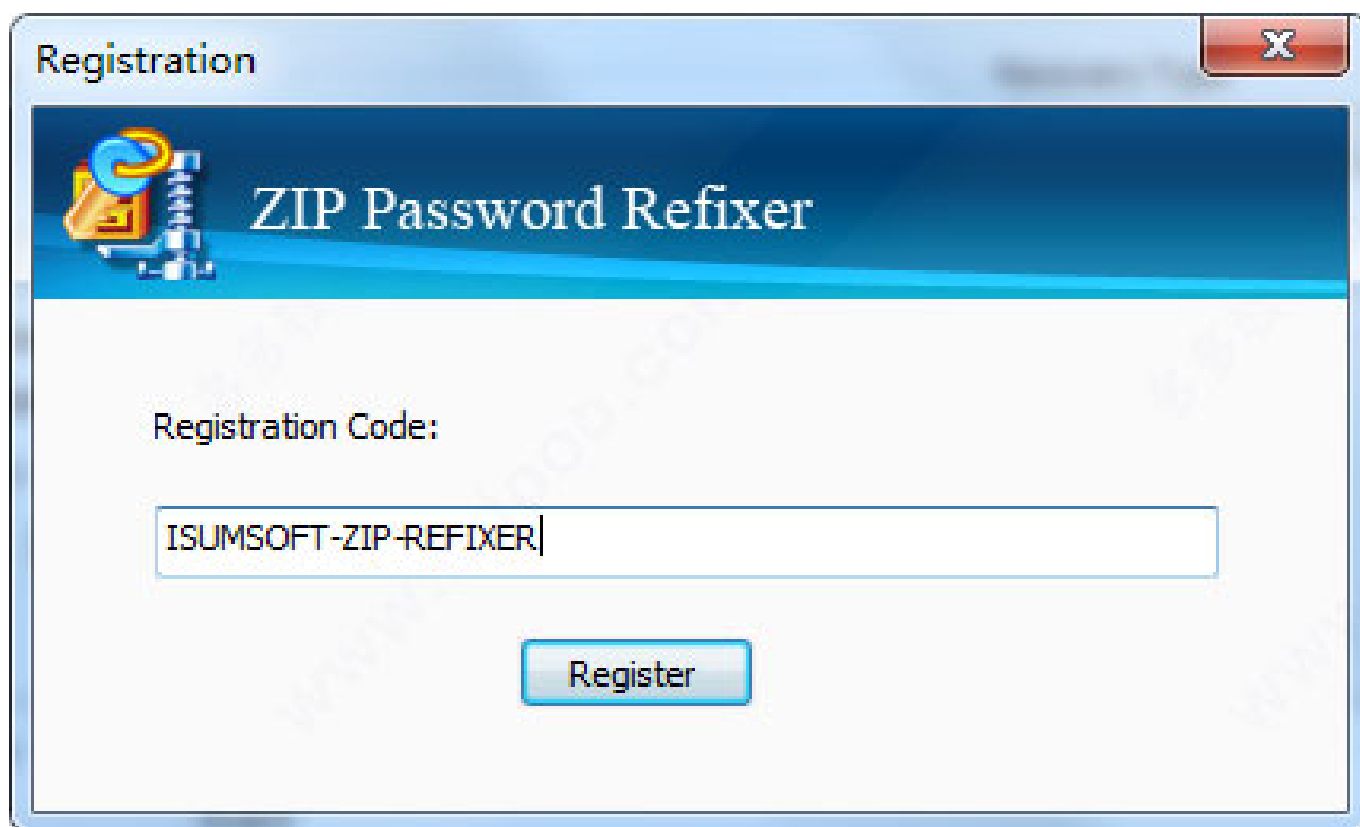 Registration
ZIP Password Refixer
Registration Code:
ISUMSOFT-ZIP-REFIXER
Register